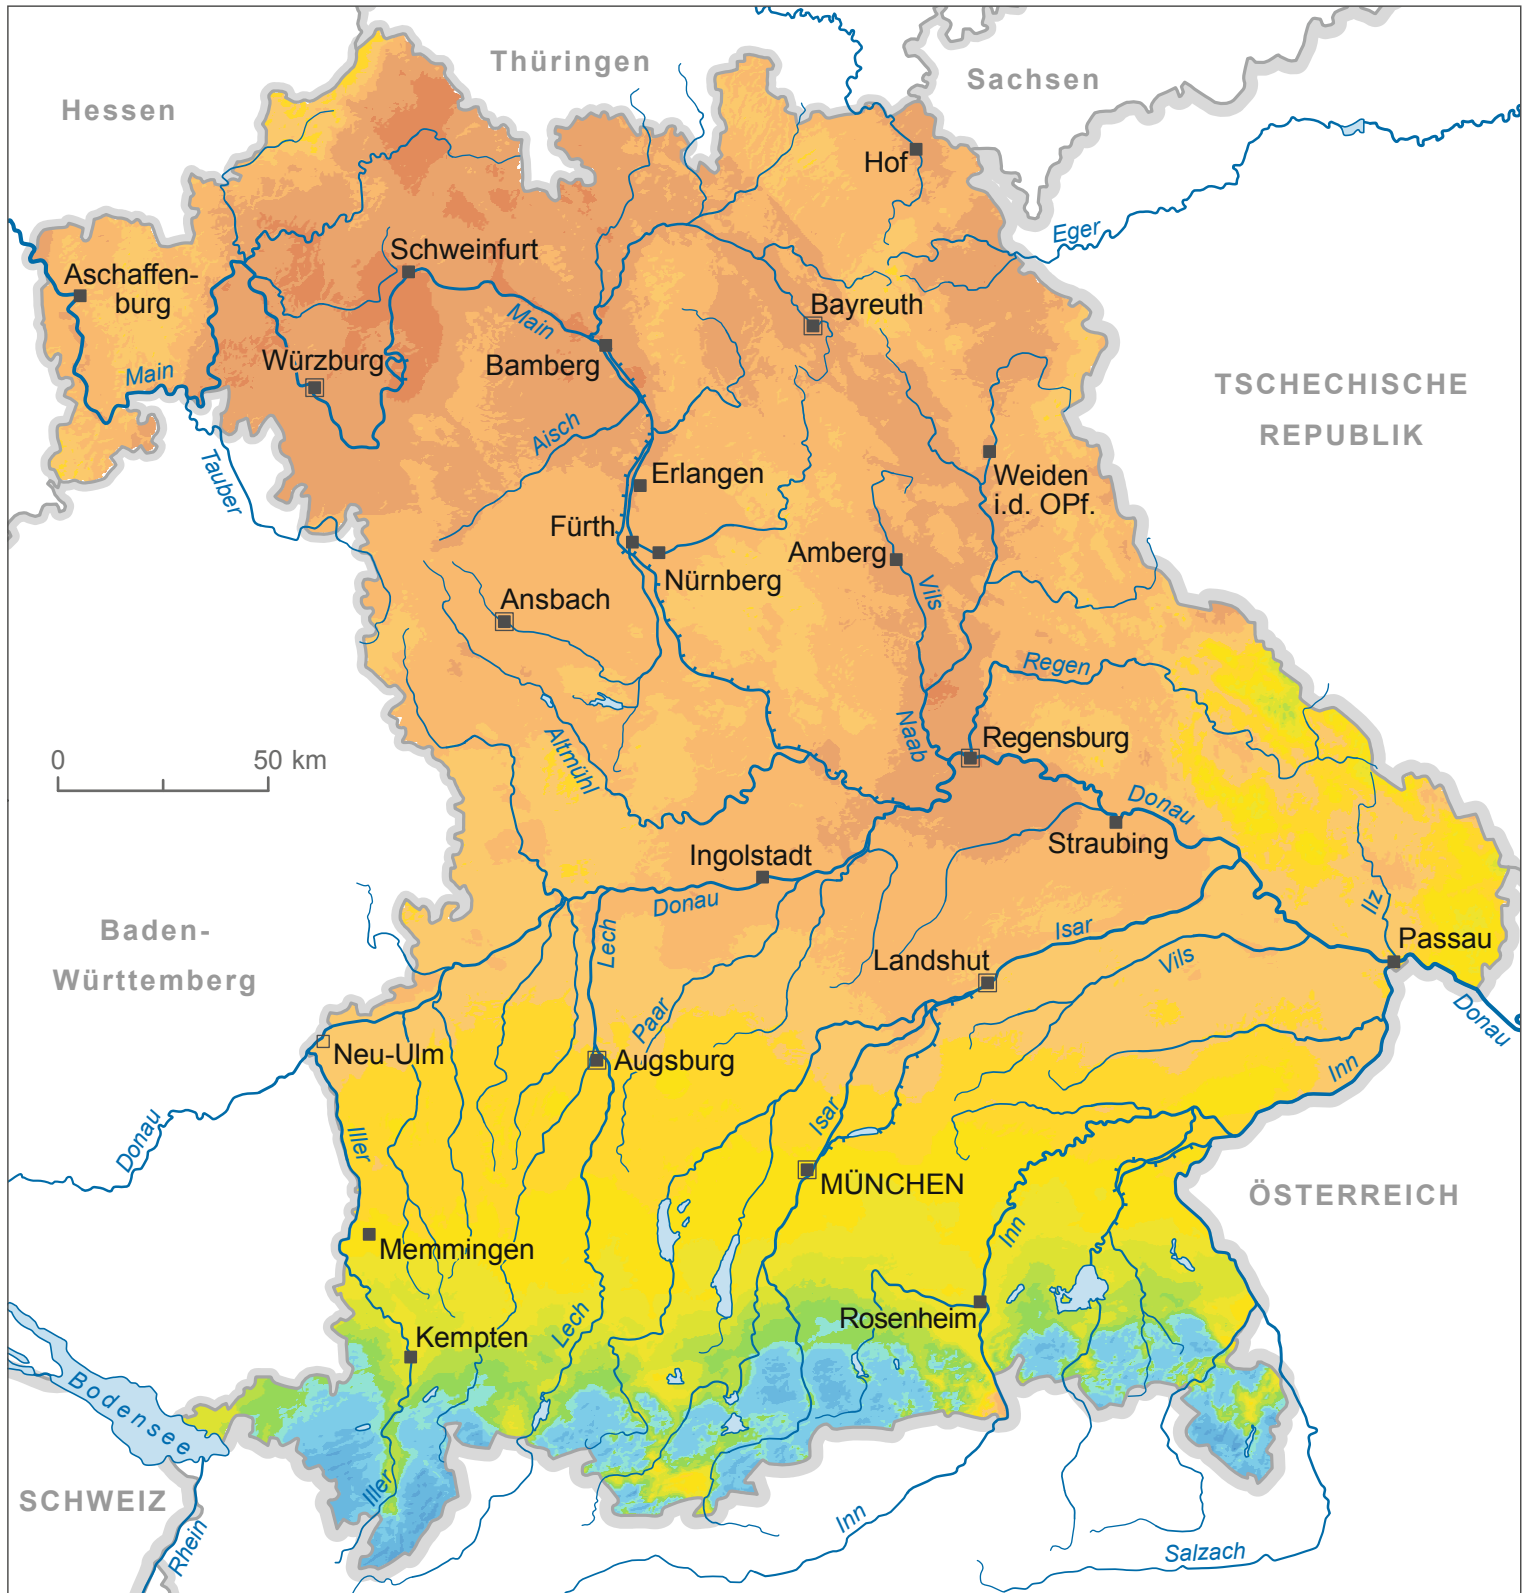 Thüringen
Sachsen
Hessen
Hof
Eger
Schweinfurt
Aschaffen-
burg
Main
Bayreuth
Bamberg
Würzburg
Main
TSCHECHISCHE
REPUBLIK
Aisch
Tauber
Erlangen
Weiden
i.d. OPf.
Fürth
Amberg
Nürnberg
Vils
Ansbach
Regen
Naab
Regensburg
Altmühl
0
50 km
Donau
Straubing
Ingolstadt
Donau
Lech
Ilz
Baden-
Württemberg
Isar
Passau
Landshut
Vils
Paar
Donau
Neu-Ulm
Augsburg
Inn
Isar
Donau
Iller
MÜNCHEN
ÖSTERREICH
Inn
Memmingen
Rosenheim
Lech
Kempten
Bodensee
Iller
SCHWEIZ
Inn
Rhein
Salzach